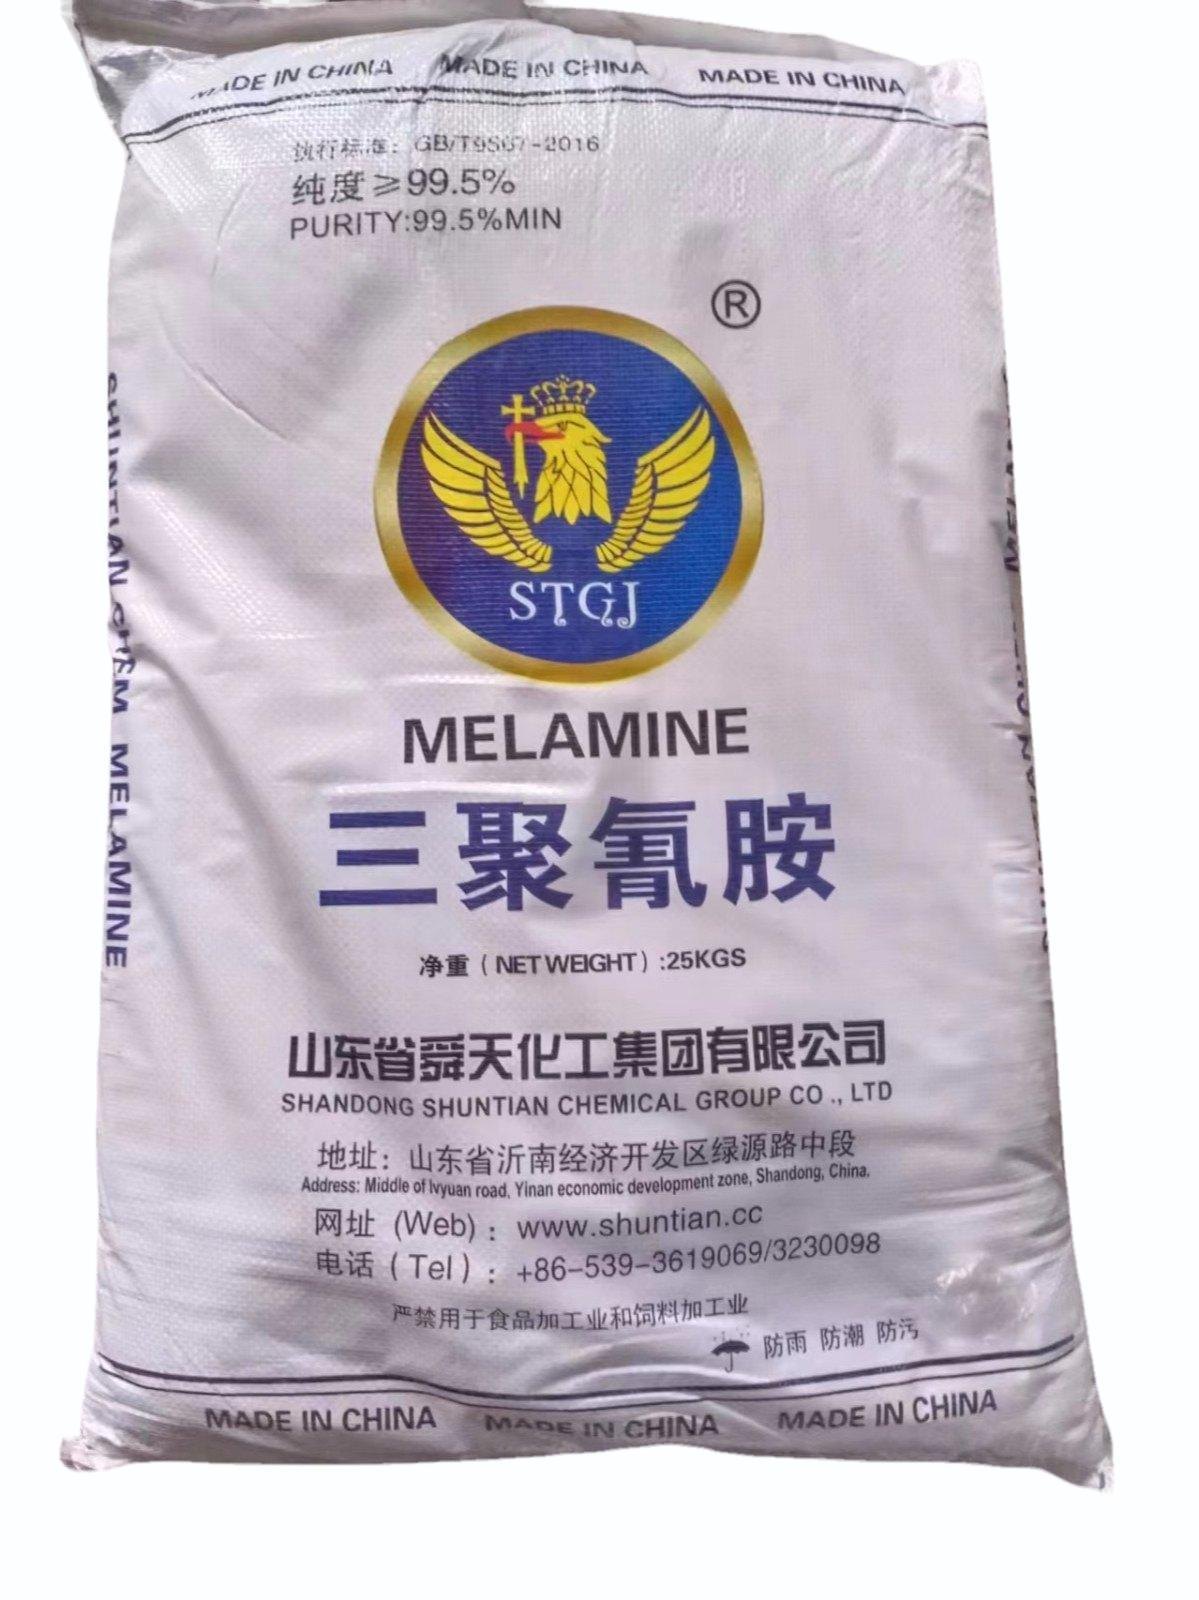 MADE IN CHINA MADE IN CHINA MADE IN CHINA
执行标准: GB/T9567-2016
纯度≥99.5%
PURITY:99.5%MIN
®
STGJ
MELAMINE
三聚氰胺
净重(NET WEIGHT):25KGS
山东省舜天化工集团有限公司
SHANDONG SHUNTIAN CHEMICAL GROUP CO ., LTD
地址: 山东省沂南经济开发区绿源路中段
Address: Middle of lvyuan road, Yinan economic development zone, Shandong, China.
网址 (Web) : www.shuntian.cc
电话 (Tel) : +86-539-3619069/3230098
严禁用于食品加工业和饲料加工业
防雨 防潮 防污
MADE IN CHINA MADE IN CHINA MADE IN CHINA
SHUNTIAN CHEM MELAMINE